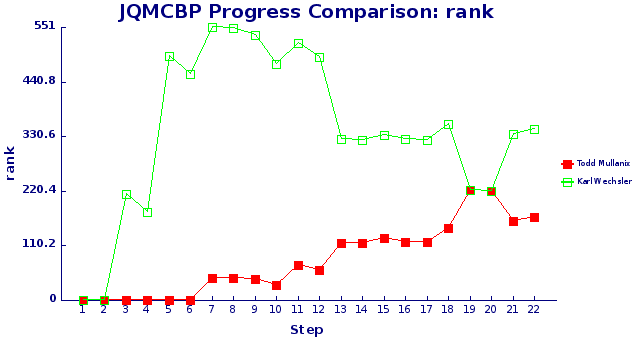 JQMCBP Progress Comparison: rank
551
440.8
330.6
220.4
110.2
0
rank
1 2 3 4 5 6 7 8 9 10 11 12 13 14 15 16 17 18 19 20 21 22
Step
Todd Mullanix
Karl Wechsler